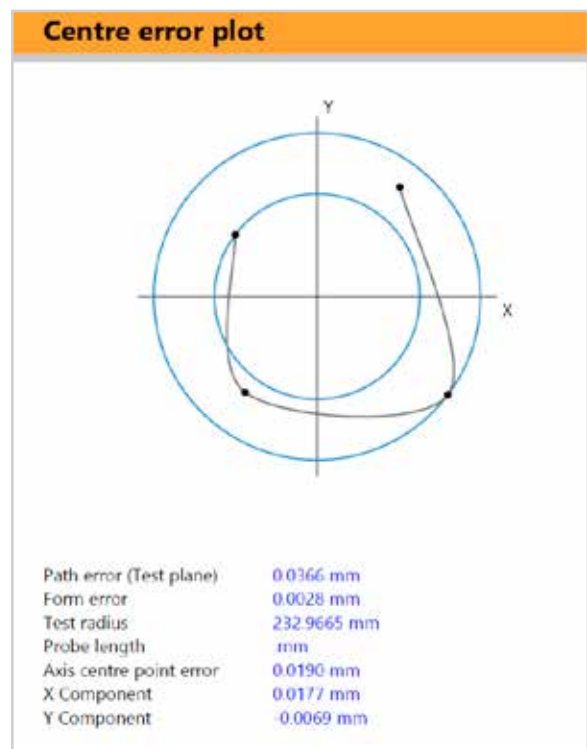 Centre error plot
Y
X
Path error (Test plane) 0.0366 mm
Form error 0.0028 mm
Test radius 232.9665 mm
Probe length mm
Axis centre point error 0.0190 mm
X Component 0.0177 mm
Y Component -0.0069 mm